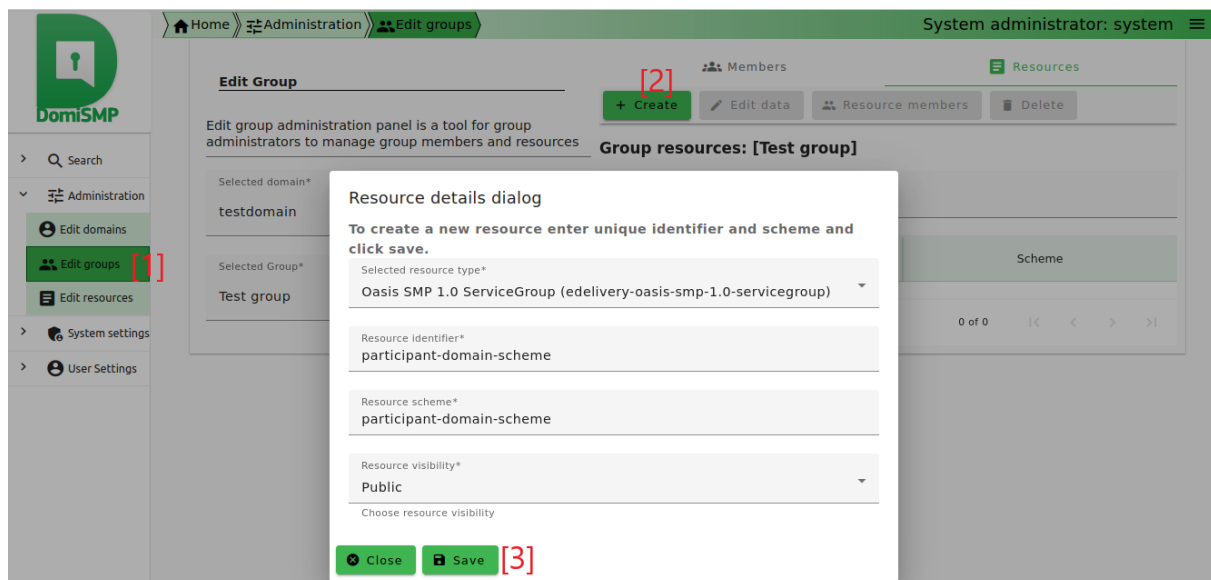 Home
Administration
Edit groups
System administrator: system
DomiSMP
Search
Administration
Edit domains
Edit groups
[1]
Edit resources
System settings
User Settings
Edit Group
Edit group administration panel is a tool for group
administrators to manage group members and resources
Selected domain*
testdomain
Selected Group*
Test group
Members
Resources
[2]
+ Create
Edit data
Resource members
Delete
Group resources: [Test group]
Scheme
0 of 0
Resource details dialog
To create a new resource enter unique identifier and scheme and
click save.
Selected resource type*
Oasis SMP 1.0 ServiceGroup (edelivery-oasis-smp-1.0-servicegroup)
Resource identifier*
participant-domain-scheme
Resource scheme*
participant-domain-scheme
Resource visibility*
Public
Choose resource visibility
Close
Save
[3]